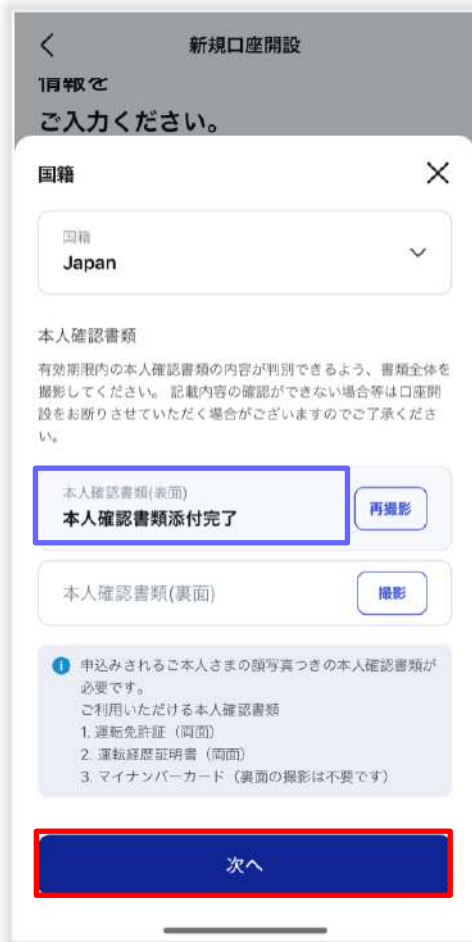 新規口座開設
情報を
ご入力ください。
国籍
国籍
Japan
本人確認書類
有効期限内の本人確認書類の内容が判別できるよう、書類全体を
撮影してください。 記載内容の確認ができない場合等は口座開
設をお断りさせていただく場合がございますのでご了承くださ
い。
本人確認書類(表面)
本人確認書類添付完了
再撮影
本人確認書類(裏面)
撮影
申込みされるご本人さまの顔写真つきの本人確認書類が
必要です。
ご利用いただける本人確認書類
1. 運転免許証（両面）
2. 運転経歴証明書（両面）
3. マイナンバーカード（裏面の撮影は不要です）
次へ